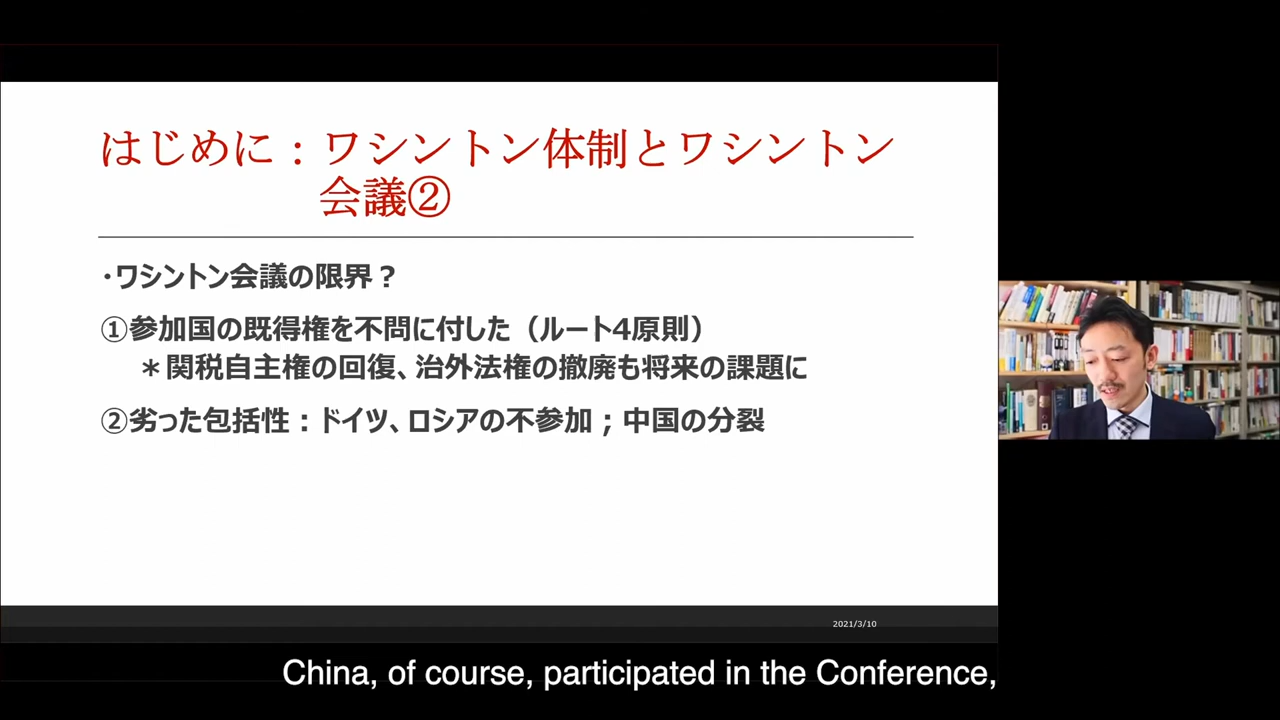 はじめに：ワシントン体制とワシントン
会議②
・ワシントン会議の限界？
①参加国の既得権を不問に付した（ルート4原則）
＊関税自主権の回復、治外法権の撤廃も将来の課題に
②劣った包括性：ドイツ、ロシアの不参加；中国の分裂
2021/3/10
China, of course, participated in the Conference,